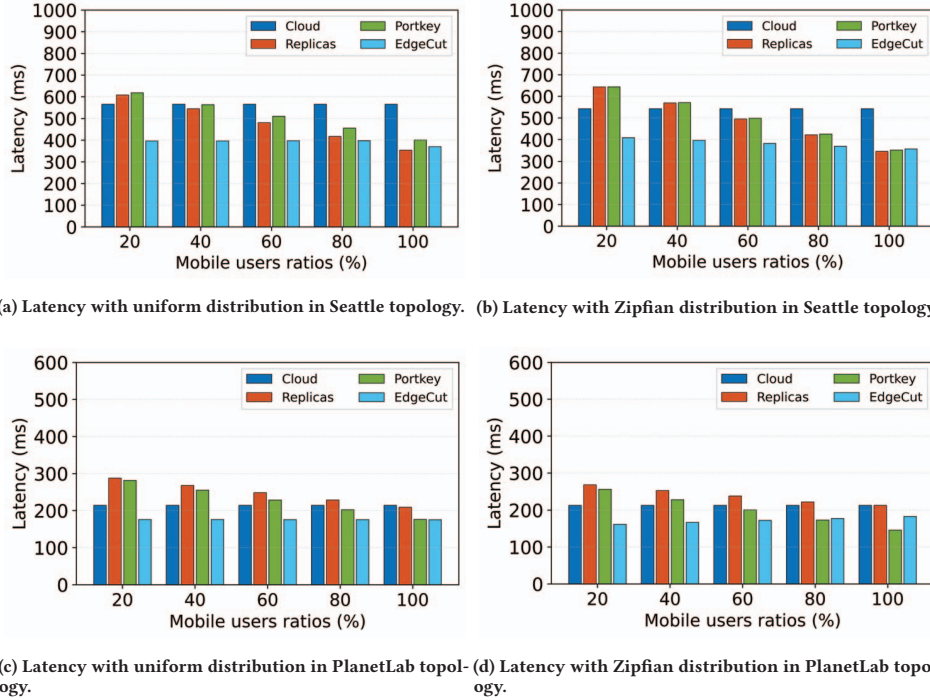 1000
900
800
700
600
500
400
300
200
100
0
Latency (ms)
Cloud
Replicas
Portkey
EdgeCut
20 40 60 80 100
Mobile users ratios (%)
(a) Latency with uniform distribution in Seattle topology.
1000
900
800
700
600
500
400
300
200
100
0
Latency (ms)
Cloud
Replicas
Portkey
EdgeCut
20 40 60 80 100
Mobile users ratios (%)
(b) Latency with Zipfian distribution in Seattle topology
600
500
400
300
200
100
0
Latency (ms)
Cloud
Replicas
Portkey
EdgeCut
20 40 60 80 100
Mobile users ratios (%)
(c) Latency with uniform distribution in PlanetLab topol-
ogy.
600
500
400
300
200
100
0
Latency (ms)
Cloud
Replicas
Portkey
EdgeCut
20 40 60 80 100
Mobile users ratios (%)
(d) Latency with Zipfian distribution in PlanetLab topo
ogy.